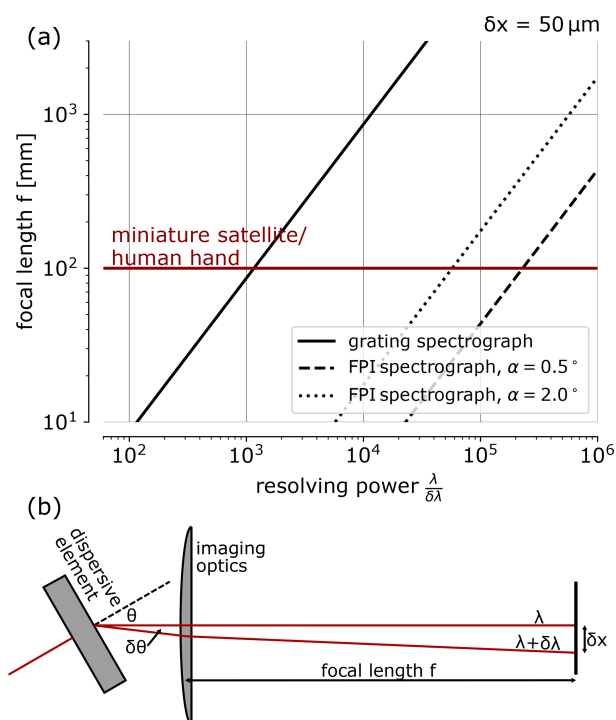 δx = 50 μm
(a)
10³
10²
10¹
focal length f [mm]
miniature satellite/
human hand
grating spectrograph
FPI spectrograph, α = 0.5°
FPI spectrograph, α = 2.0°
10² 10³ 10⁴ 10⁵ 10⁶
resolving power λ/δλ
(b)
dispersive
element
imaging
optics
θ
δθ
λ
λ+δλ
δx
focal length f